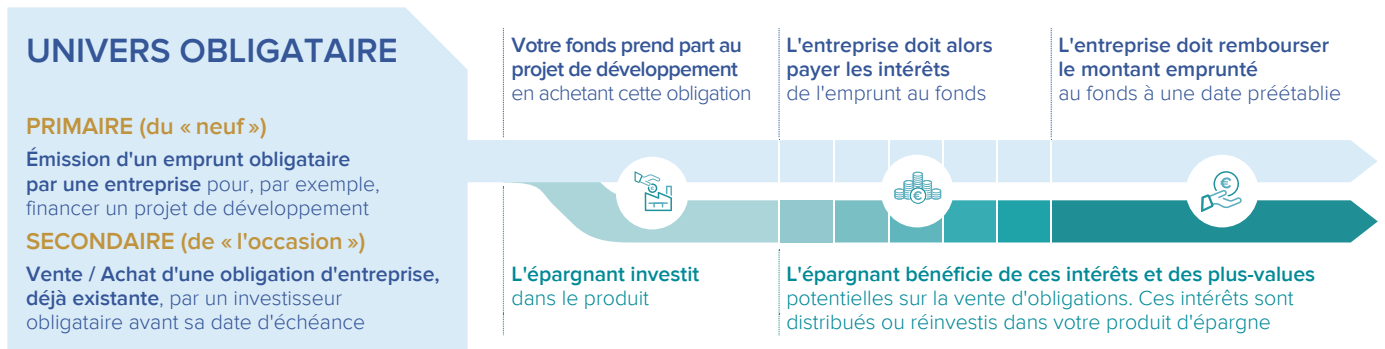 UNIVERS OBLIGATAIRE
PRIMAIRE (du « neuf »)
Émission d'un emprunt obligataire
par une entreprise pour, par exemple,
financer un projet de développement
SECONDAIRE (de « l'occasion »)
Vente / Achat d'une obligation d'entreprise,
déjà existante, par un investisseur
obligataire avant sa date d'échéance
Votre fonds prend part au
projet de développement
en achetant cette obligation
L'entreprise doit alors
payer les intérêts
de l'emprunt au fonds
L'entreprise doit rembourser
le montant emprunté
au fonds à une date préétablie
€
€
L'épargnant investit
dans le produit
L'épargnant bénéficie de ces intérêts et des plus-values
potentielles sur la vente d'obligations. Ces intérêts sont
distribués ou réinvestis dans votre produit d'épargne